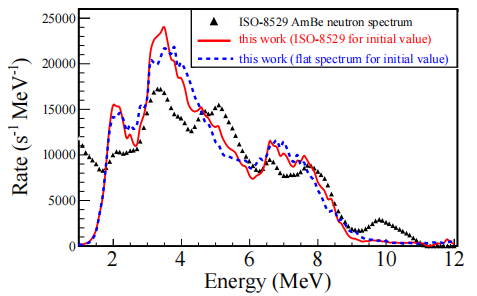 25000
20000
15000
10000
5000
0
Rate (s⁻¹ MeV⁻¹)
ISO-8529 AmBe neutron spectrum
this work (ISO-8529 for initial value)
this work (flat spectrum for initial value)
2 4 6 8 10 12
Energy (MeV)